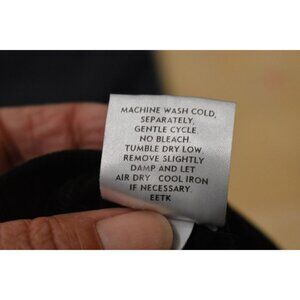 MACHINE WASH COLD,
SEPARATELY,
GENTLE CYCLE.
NO BLEACH.
TUMBLE DRY LOW.
REMOVE SLIGHTLY
DAMP AND LET
AIR DRY COOL IRON
IF NECESSARY.
EETK